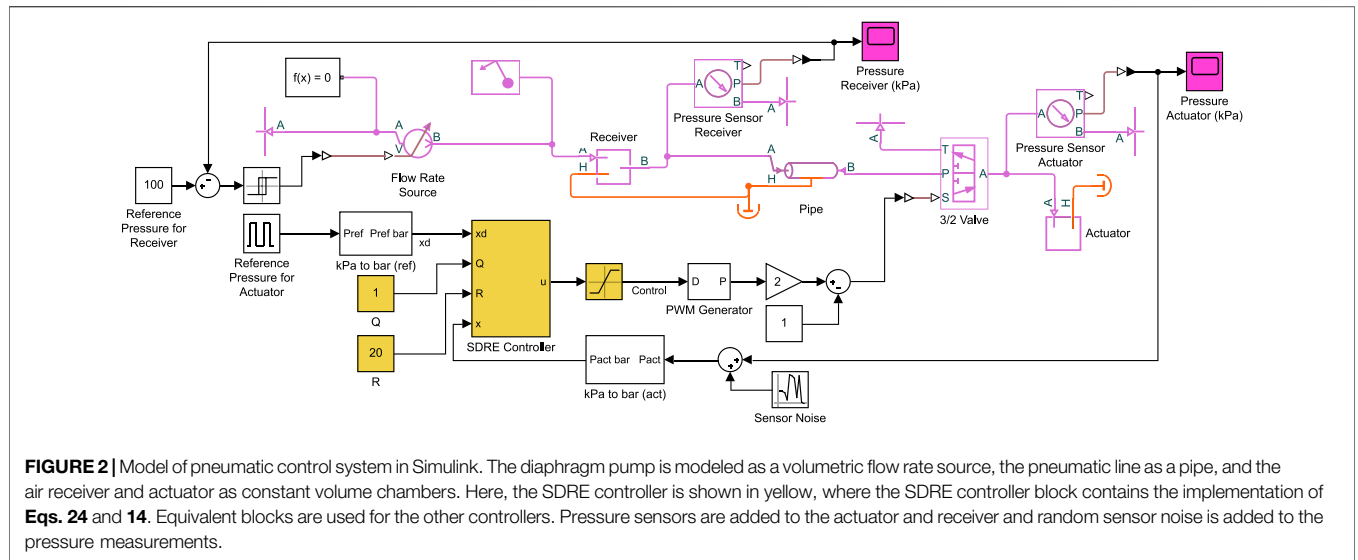 f(x) = 0
A
A
V
B
Flow Rate
Source
100
Reference
Pressure for
Receiver
Reference
Pressure for
Actuator
Pref Pref bar
kPa to bar (ref)
xd
1
Q
20
R
xd
Q
R
x
u
SDRE Controller
Control
D P
PWM Generator
2
1
Receiver
A
H
B
A
T
P
B
A
Pressure Sensor
Receiver
Pressure
Receiver (kPa)
A
H
B
Pipe
A
T
P
S
A
3/2 Valve
A
T
P
B
A
Pressure Sensor
Actuator
Pressure
Actuator (kPa)
A
H
Actuator
Pact bar Pact
kPa to bar (act)
Sensor Noise
FIGURE 2 | Model of pneumatic control system in Simulink. The diaphragm pump is modeled as a volumetric flow rate source, the pneumatic line as a pipe, and the
air receiver and actuator as constant volume chambers. Here, the SDRE controller is shown in yellow, where the SDRE controller block contains the implementation of
Eqs. 24 and 14. Equivalent blocks are used for the other controllers. Pressure sensors are added to the actuator and receiver and random sensor noise is added to the
pressure measurements.